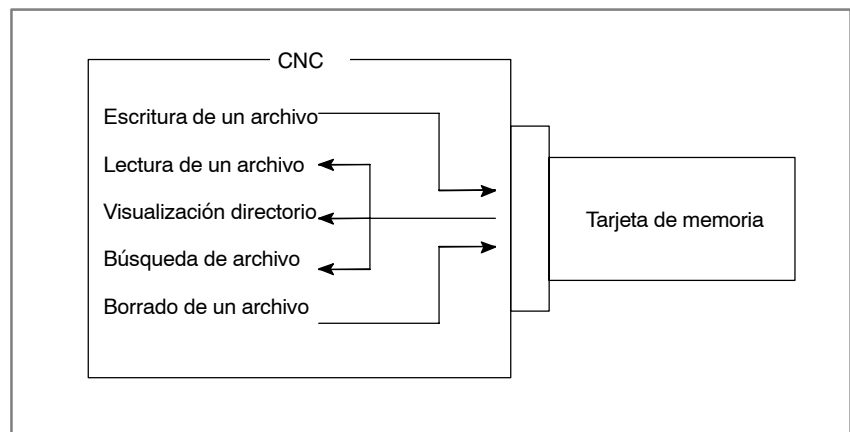 CNC
Escritura de un archivo
Lectura de un archivo
Visualización directorio
Búsqueda de archivo
Borrado de un archivo
Tarjeta de memoria